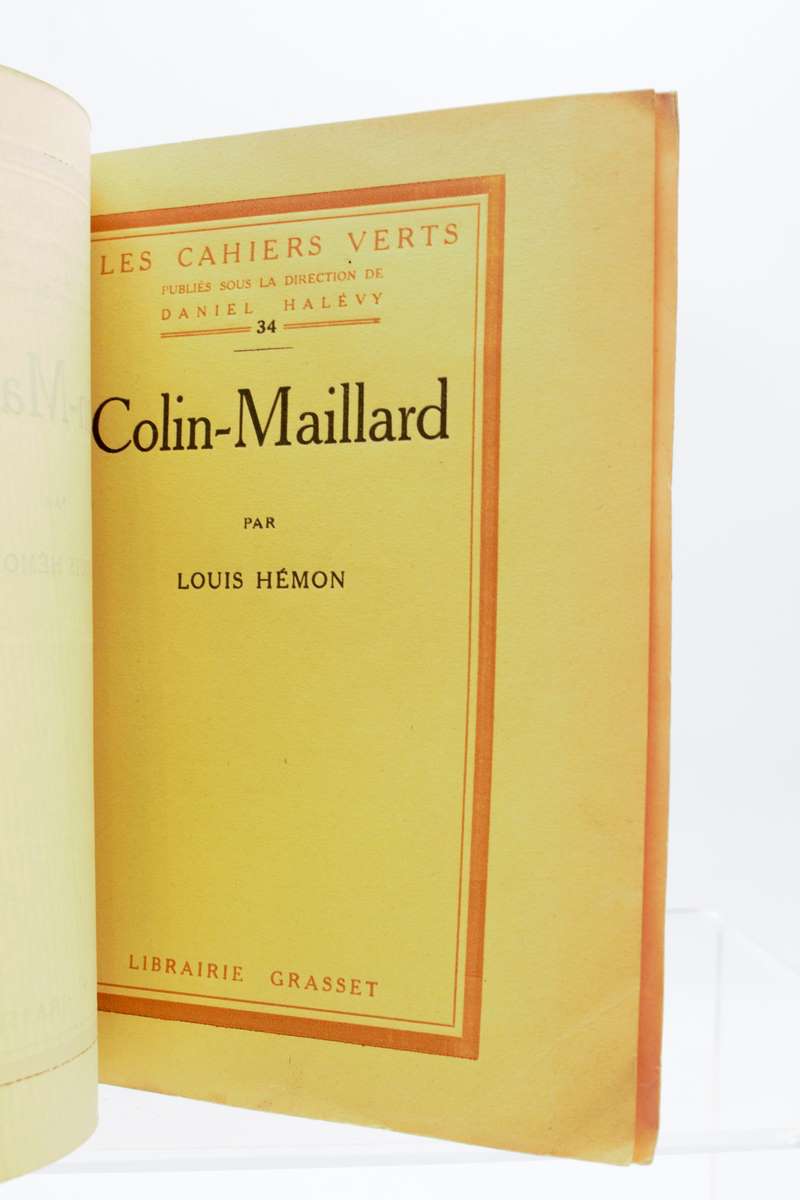 LES CAHIERS VERTS
PUBLIÉS SOUS LA DIRECTION DE
DANIEL HALÉVY
34
Colin-Maillard
PAR
LOUIS HÉMON
LIBRAIRIE GRASSET